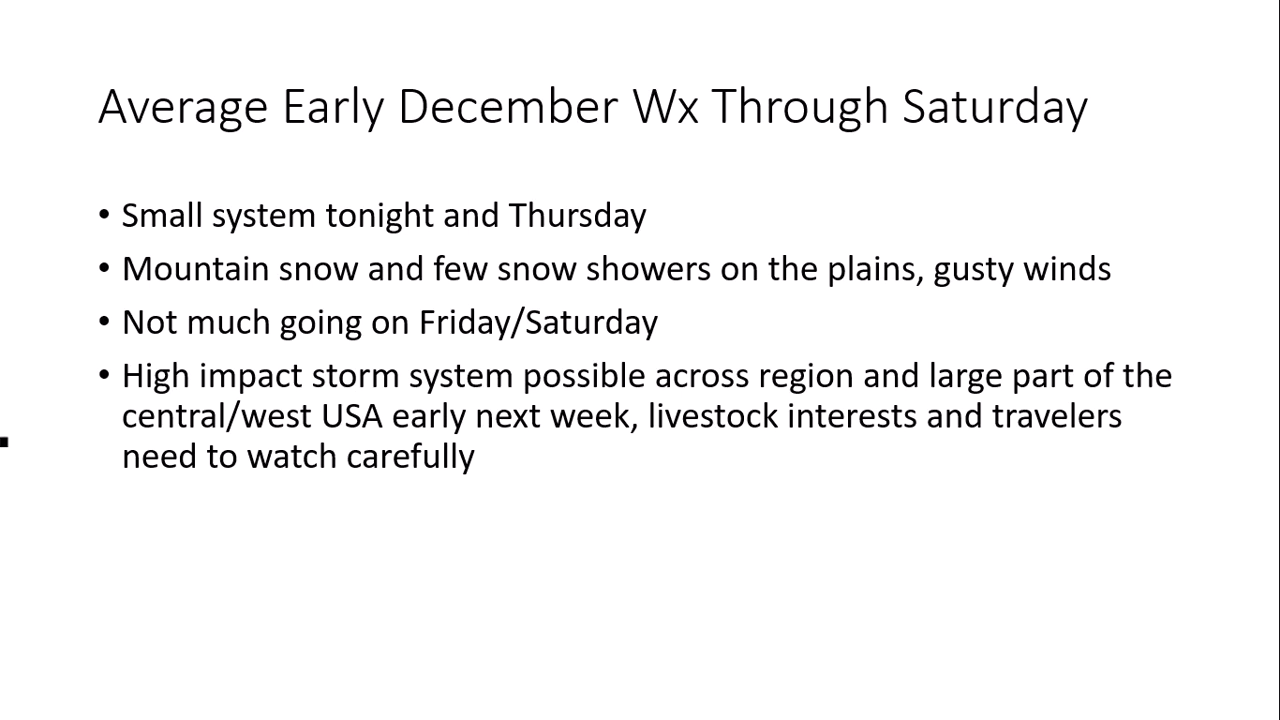 Average Early December Wx Through Saturday
• Small system tonight and Thursday
• Mountain snow and few snow showers on the plains, gusty winds
• Not much going on Friday/Saturday
• High impact storm system possible across region and large part of the
central/west USA early next week, livestock interests and travelers
need to watch carefully